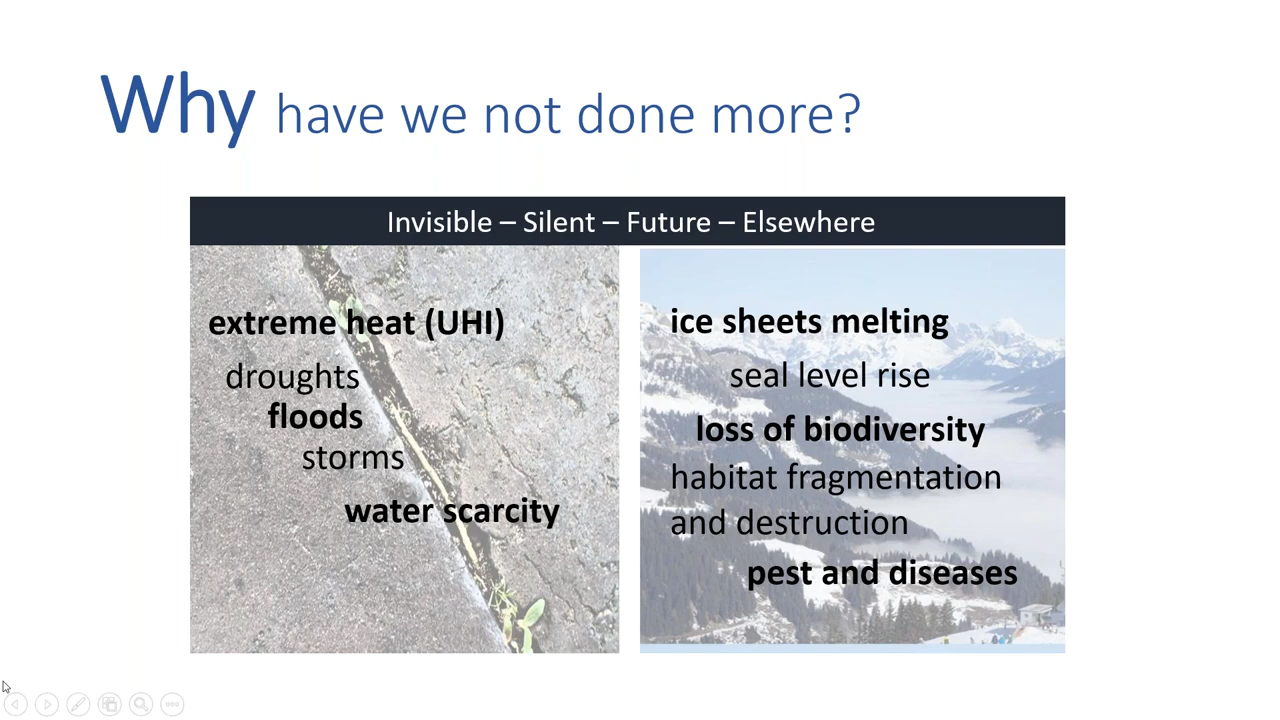 Why have we not done more?
Invisible – Silent – Future – Elsewhere
extreme heat (UHI)
droughts
floods
storms
water scarcity
ice sheets melting
seal level rise
loss of biodiversity
habitat fragmentation
and destruction
pest and diseases